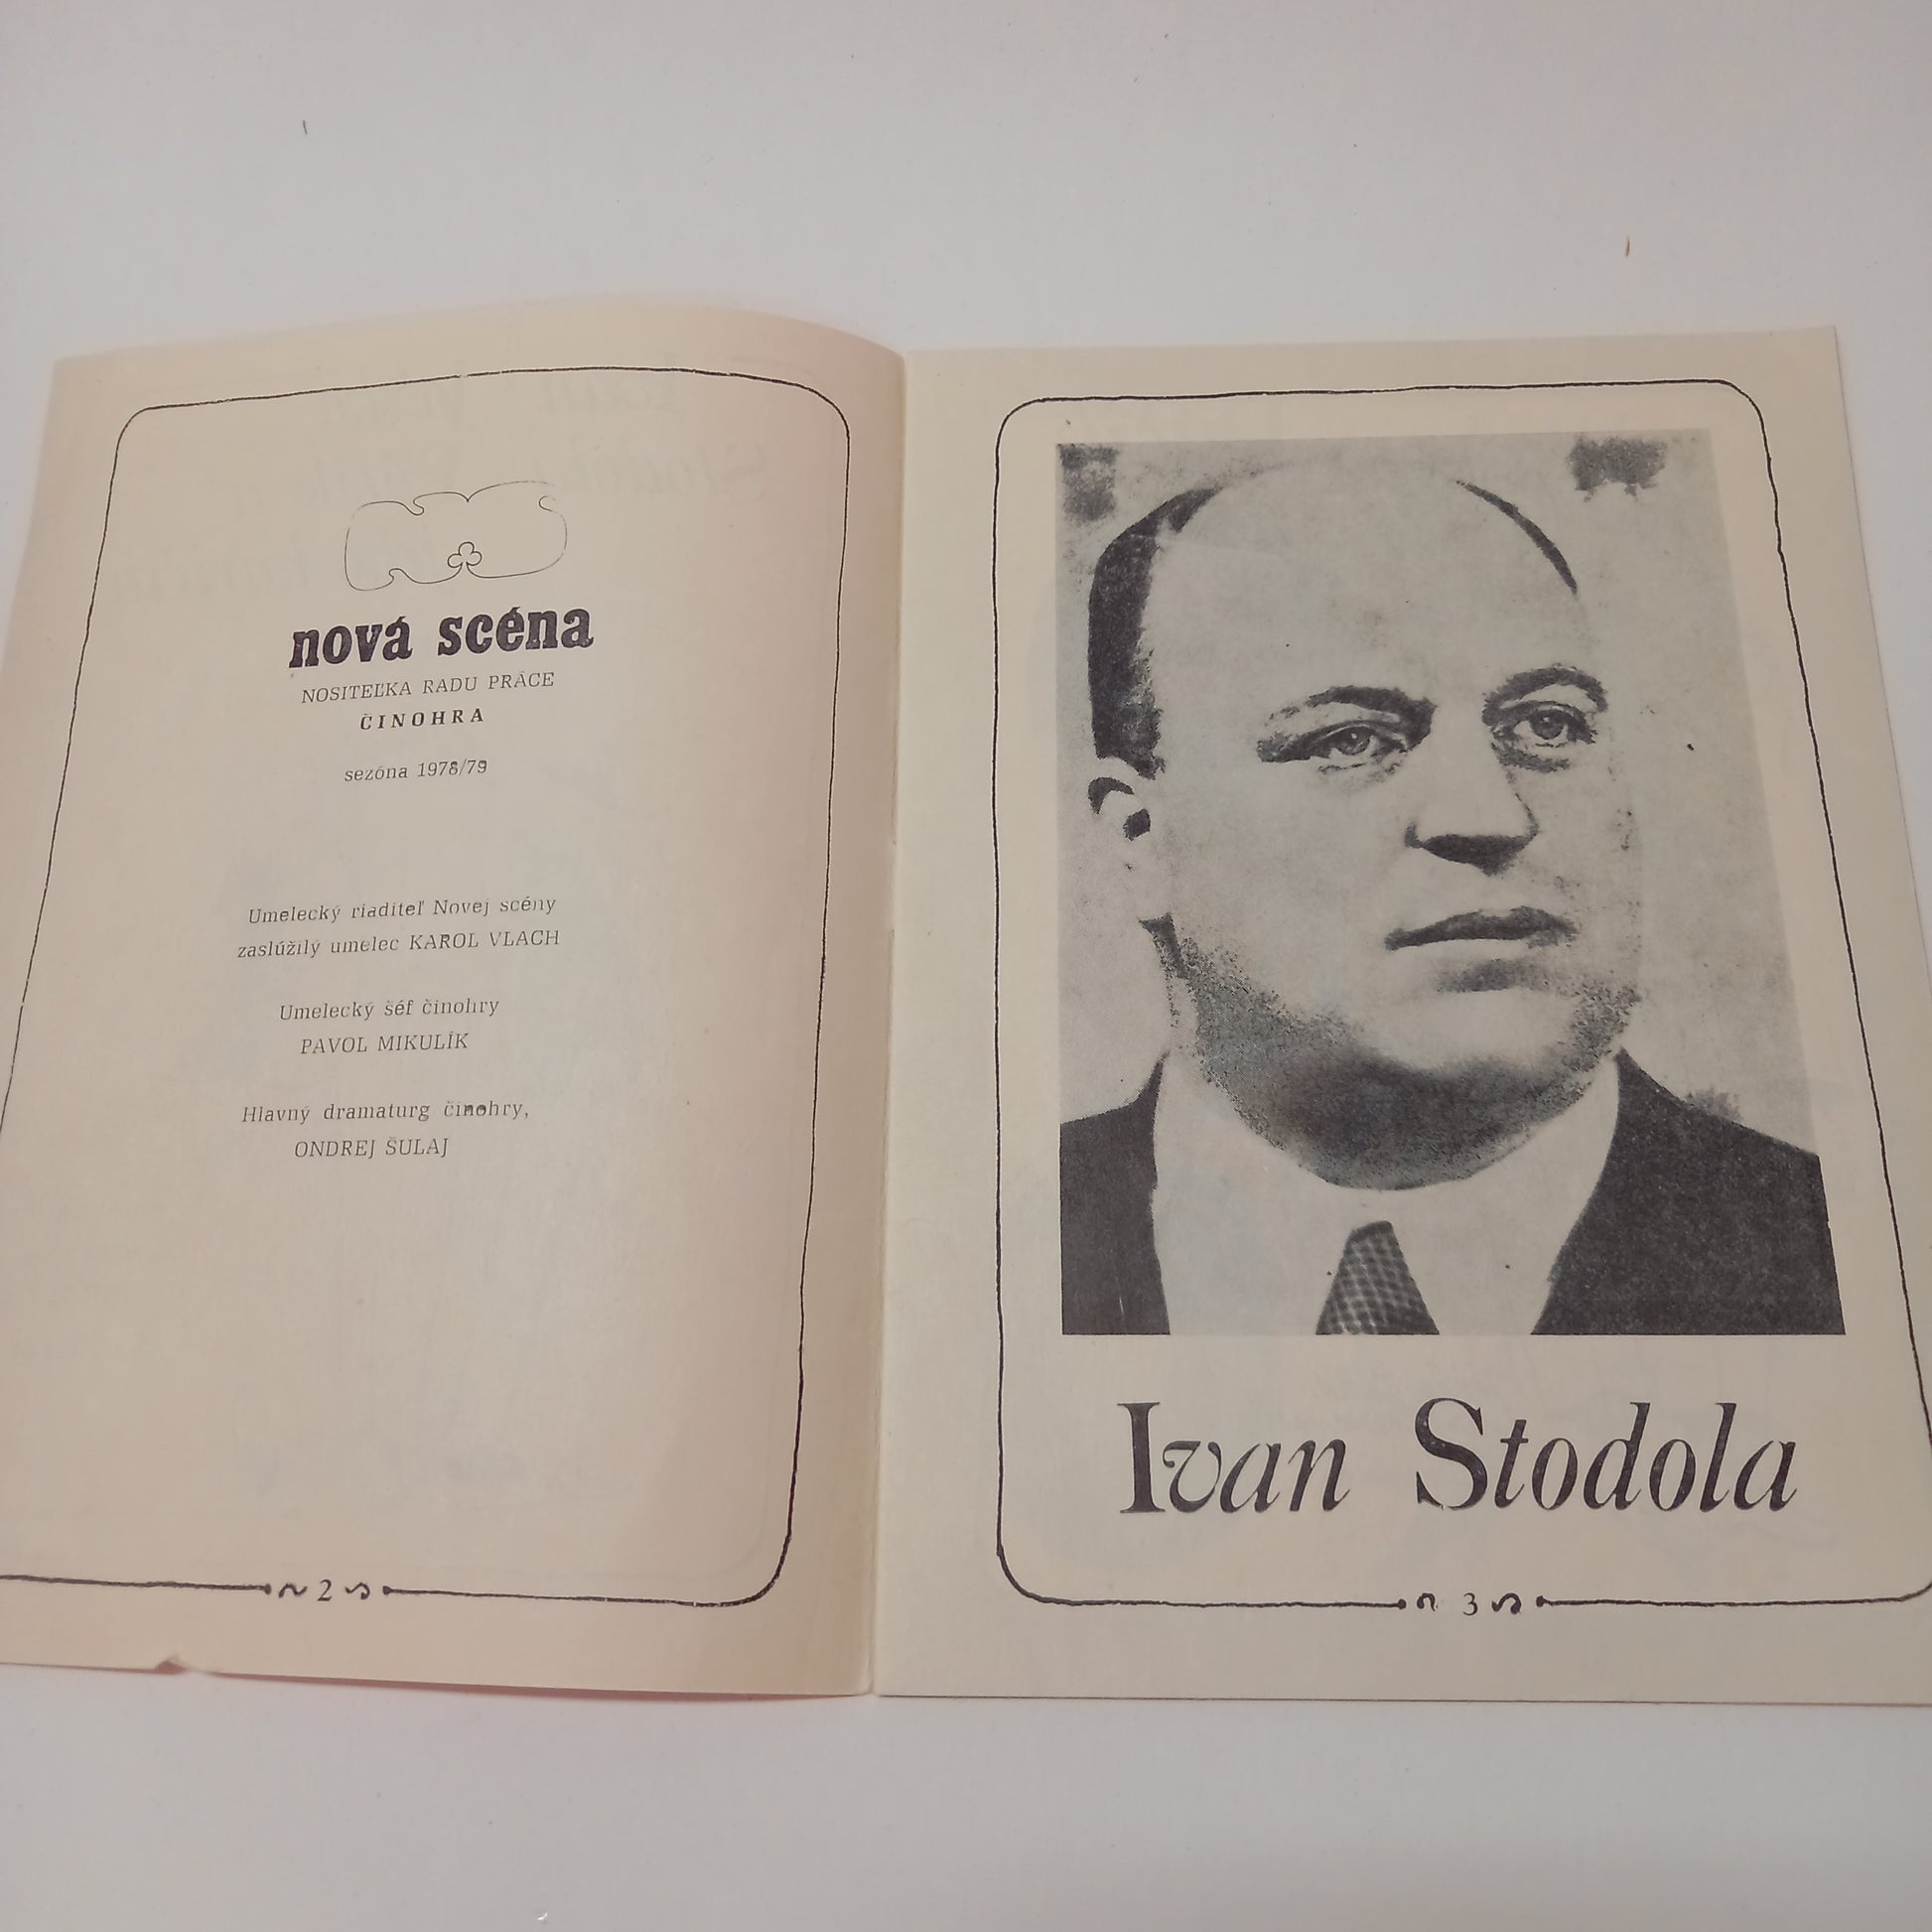 nová scéna
NOSITEĽKA RADU PRÁCE
ČINOHRA
sezóna 1978/79
Umelecký riaditeľ Novej scény
zaslúžilý umelec KAROL VLACH
Umelecký šéf činohry
PAVOL MIKULÍK
Hlavný dramaturg činohry,
ONDREJ ŠULAJ
2
Ivan Stodola
3